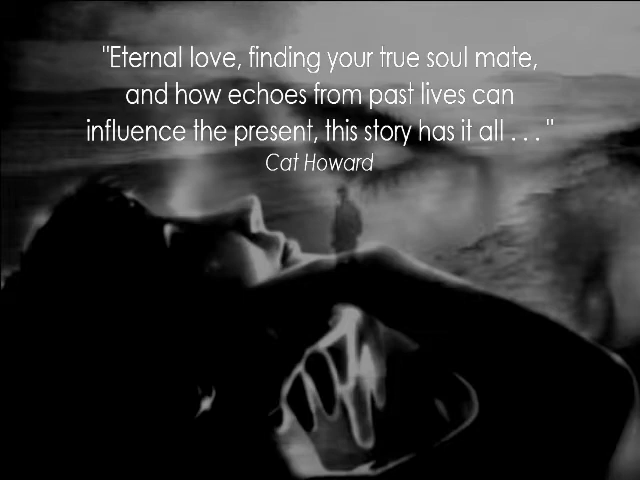 "Eternal love, finding your true soul mate,
and how echoes from past lives can
influence the present, this story has it all . . . "
Cat Howard